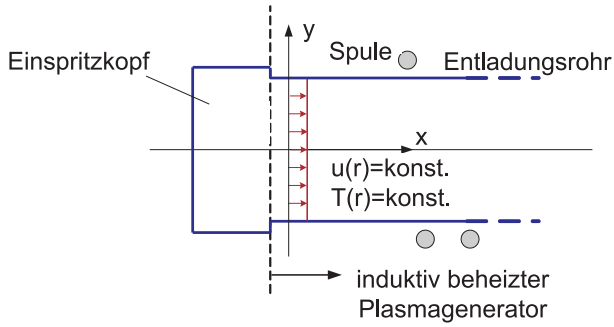 y
Spule
Entladungsrohr
Einspritzkopf
x
u(r)=konst.
T(r)=konst.
induktiv beheizter
Plasmagenerator